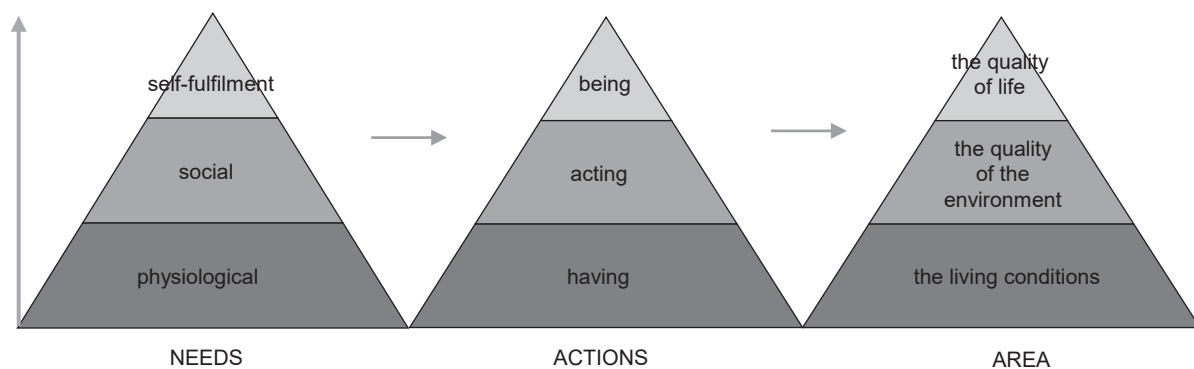 self-fulfilment
social
physiological
NEEDS
being
acting
having
ACTIONS
the quality
of life
the quality
of the
environment
the living conditions
AREA